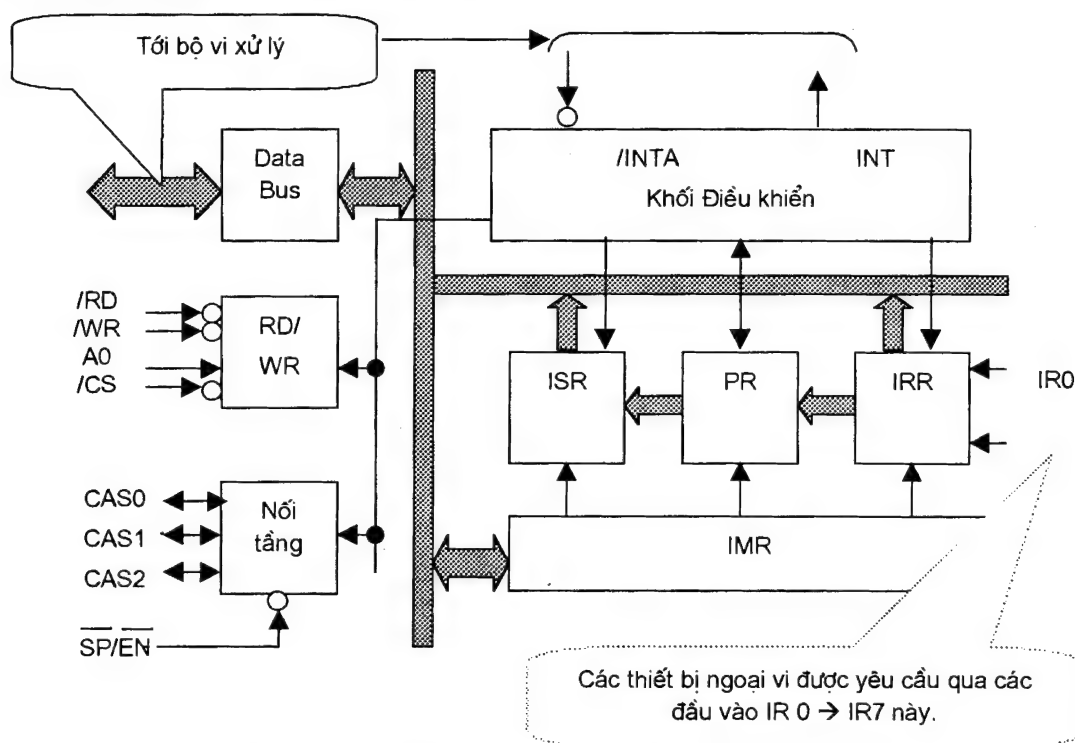 Tới bộ vi xử lý
Data
Bus
/INTA INT
Khối Điều khiển
/RD
/WR
A0
/CS
RD/
WR
ISR
PR
IRR
IR0
CAS0
CAS1
CAS2
Nối
tầng
IMR
SP/EN
Các thiết bị ngoại vi được yêu cầu qua các
đầu vào IR 0 → IR7 này.